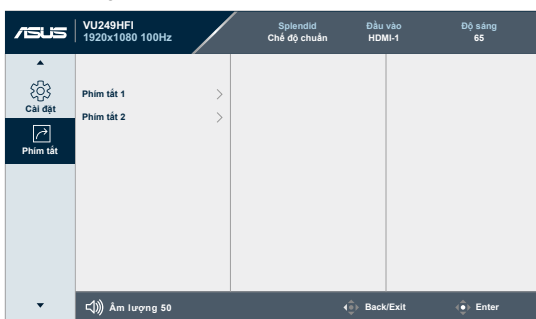 ASUS
VU249HFI
1920x1080 100Hz
Splendid
Chế độ chuẩn
Đầu vào
HDMI-1
Độ sáng
65
Cài đặt
Phím tắt
Phím tắt 1
Phím tắt 2
Âm lượng 50
Back/Exit
Enter